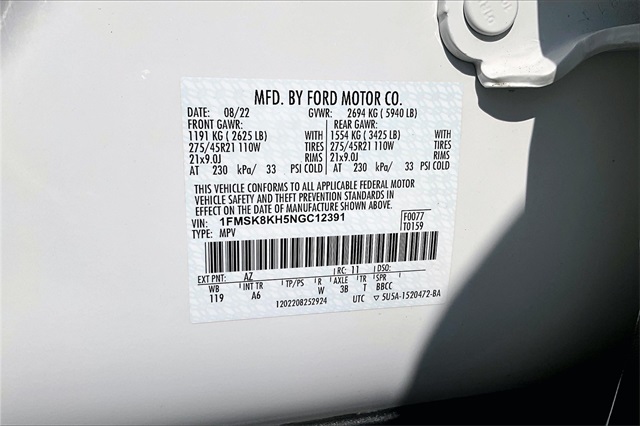 MFD. BY FORD MOTOR CO.
DATE: 08/22 GVWR: 2694 KG ( 5940 LB)
FRONT GAWR: REAR GAWR:
1191 KG ( 2625 LB) WITH 1554 KG ( 3425 LB) WITH
275/45R21 110W TIRES 275/45R21 110W TIRES
21x9.0J RIMS 21x9.0J RIMS
AT 230 kPa/ 33 PSI COLD AT 230 kPa/ 33 PSI COLD
THIS VEHICLE CONFORMS TO ALL APPLICABLE FEDERAL MOTOR
VEHICLE SAFETY AND THEFT PREVENTION STANDARDS IN
EFFECT ON THE DATE OF MANUFACTURE SHOWN ABOVE.
VIN: 1FMSK8KH5NGC12391 F0077
TYPE: MPV T0159
EXT PNT: AZ RC: 11 DSO:
WB INT TR TP/PS R AXLE TR SPR
119 A6 W 3B T BBCC
1202208252924 UTC ▽ 5U5A-1520472-BA